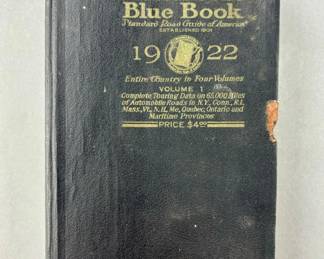 Blue Book
"Standard Road Guide of America"
ESTABLISHED 1901
1922
Entire Country in Four Volumes
VOLUME 1
Complete Touring Data on 65,000 Miles
of Automobile Roads in N.Y., Conn., R.I.,
Mass., Vt., N.H., Me., Quebec, Ontario and
Maritime Provinces
PRICE $4.00